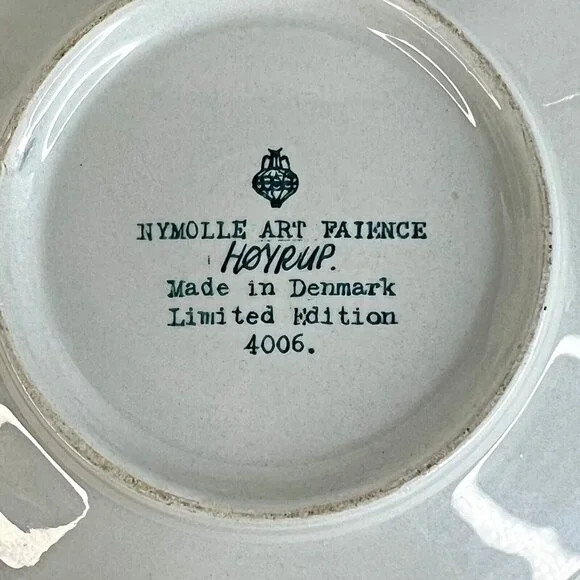 NYMOLLE ART FAIENCE
HØYRUP.
Made in Denmark
Limited Edition
4006.